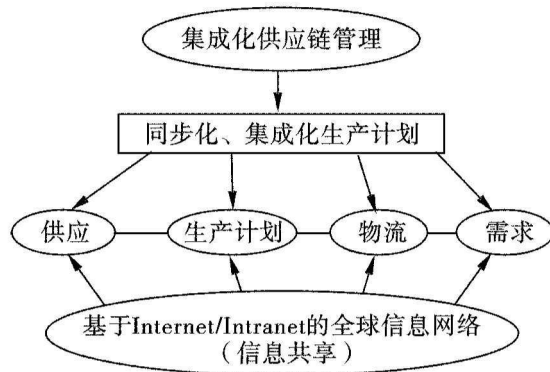 集成化供应链管理
同步化、集成化生产计划
供应
生产计划
物流
需求
基于Internet/Intranet的全球信息网络
（信息共享）